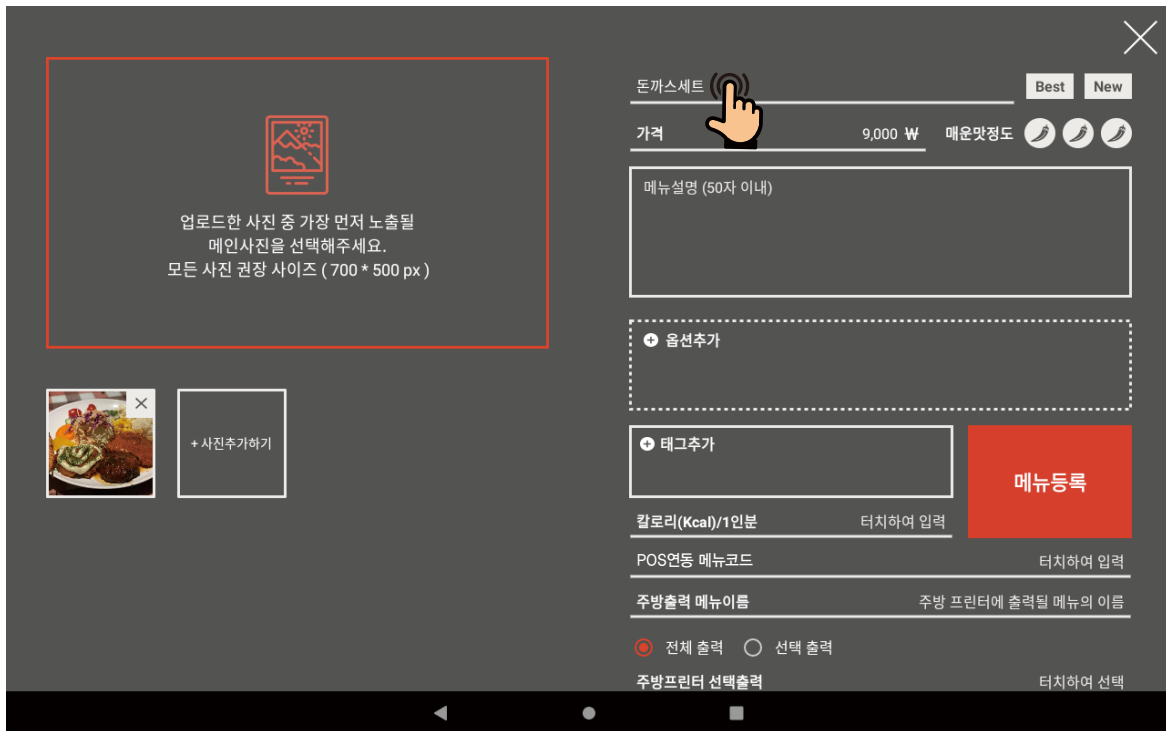 업로드한 사진 중 가장 먼저 노출될
메인사진을 선택해주세요.
모든 사진 권장 사이즈 ( 700 * 500 px )
+ 사진추가하기
돈까스세트
Best New
가격 9,000 ₩ 매운맛정도
메뉴설명 (50자 이내)
옵션추가
태그추가
메뉴등록
칼로리(Kcal)/1인분 터치하여 입력
POS연동 메뉴코드 터치하여 입력
주방출력 메뉴이름 주방 프린터에 출력될 메뉴의 이름
전체 출력 선택 출력
주방프린터 선택출력 터치하여 선택